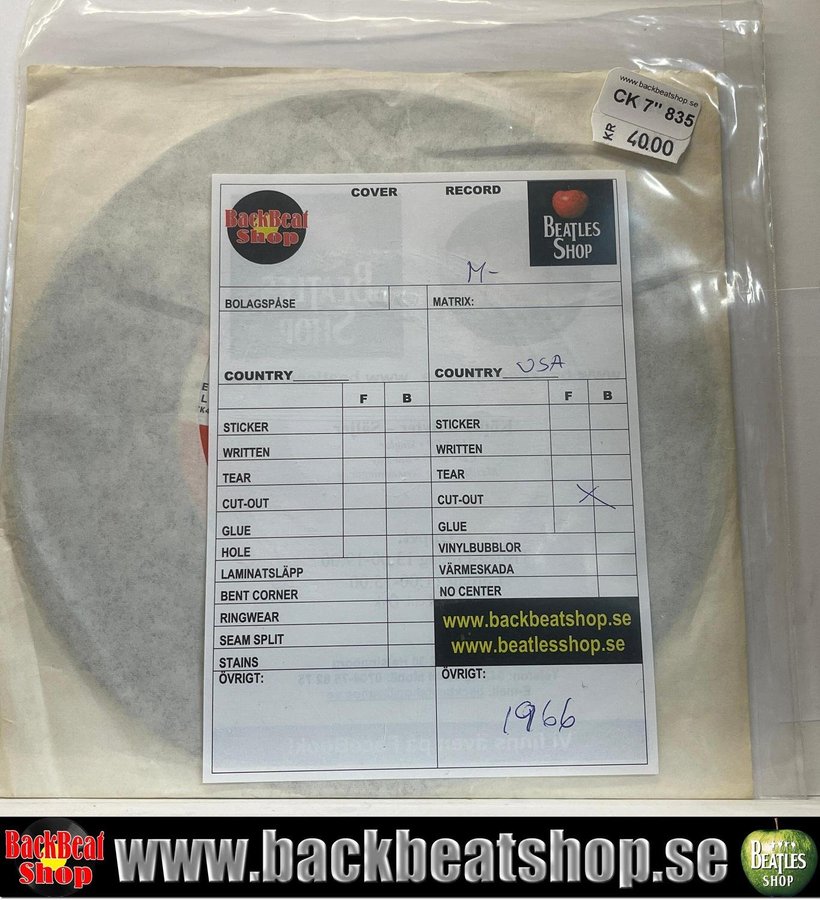 www.backbeatshop.se
CK 7" 835
KR 40.00
COVER RECORD
BackBeat
Shop
BEATLES
SHOP
M-
BOLAGSPÅSE MATRIX:
COUNTRY COUNTRY USA
F B F B
STICKER STICKER
WRITTEN WRITTEN
TEAR TEAR
CUT-OUT CUT-OUT X
GLUE GLUE
HOLE VINYLBUBBLOR
LAMINATSLÄPP VÄRMESKADA
BENT CORNER NO CENTER
RINGWEAR www.backbeatshop.se
SEAM SPLIT www.beatlesshop.se
STAINS
ÖVRIGT: ÖVRIGT:
1966
BackBeat
Shop
www.backbeatshop.se
BEATLES
SHOP